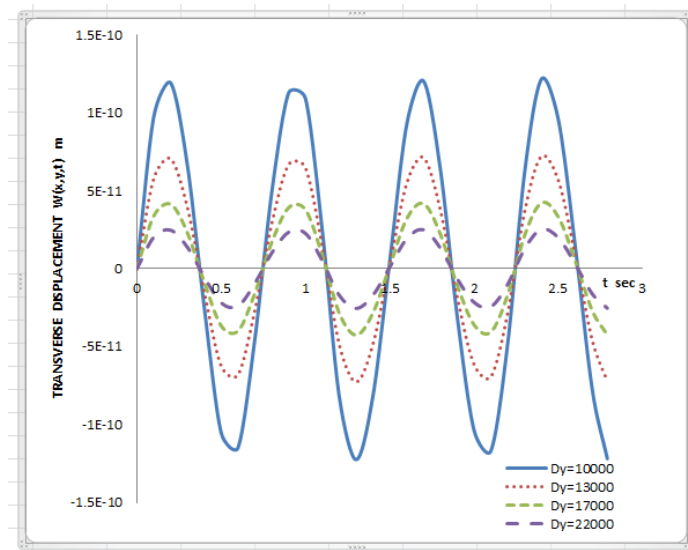 1.5E-10
1E-10
5E-11
0
-5E-11
-1E-10
-1.5E-10
TRANSVERSE DISPLACEMENT W(x,y,t) m
0 0.5 1 1.5 2 2.5 3
t sec
Dy=10000
Dy=13000
Dy=17000
Dy=22000